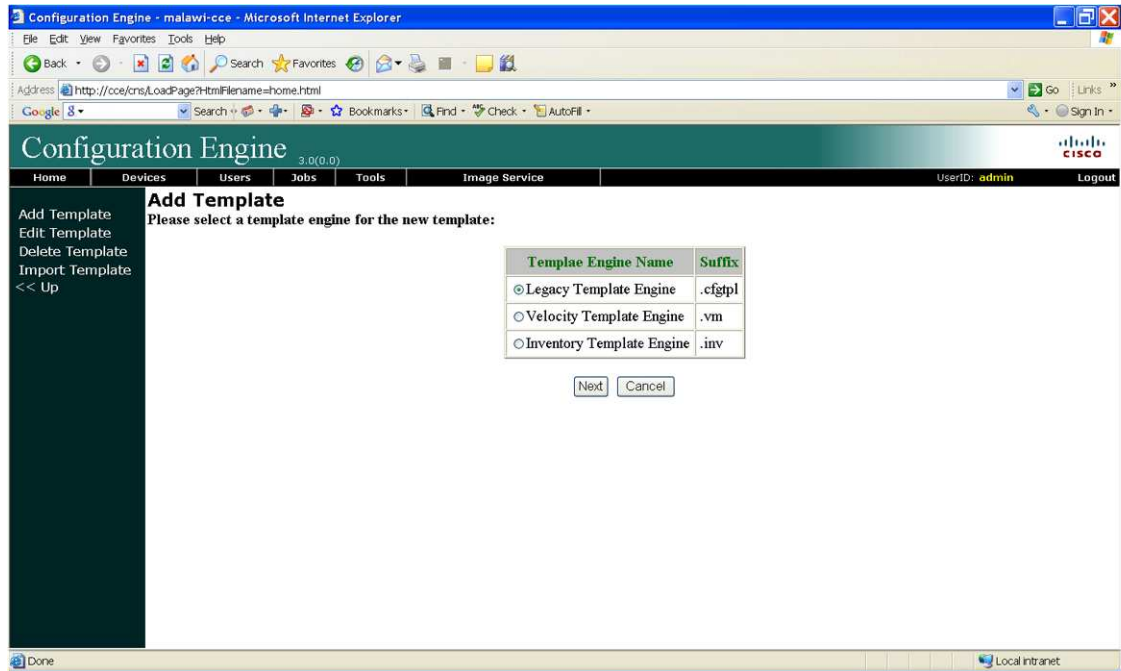 Configuration Engine - malawi-cce - Microsoft Internet Explorer
File Edit View Favorites Tools Help
Back Search Favorites
Address http://cce/cns/LoadPage?HtmlFilename=home.html Go Links »
Google Search Bookmarks Find Check AutoFill Sign In
Configuration Engine 3.0(0.0)
CISCO
Home Devices Users Jobs Tools Image Service UserID: admin Logout
Add Template
Edit Template
Delete Template
Import Template
<< Up
Add Template
Please select a template engine for the new template:
Templae Engine Name Suffix
Legacy Template Engine .cfgtpl
Velocity Template Engine .vm
Inventory Template Engine .inv
Next Cancel
Done Local intranet